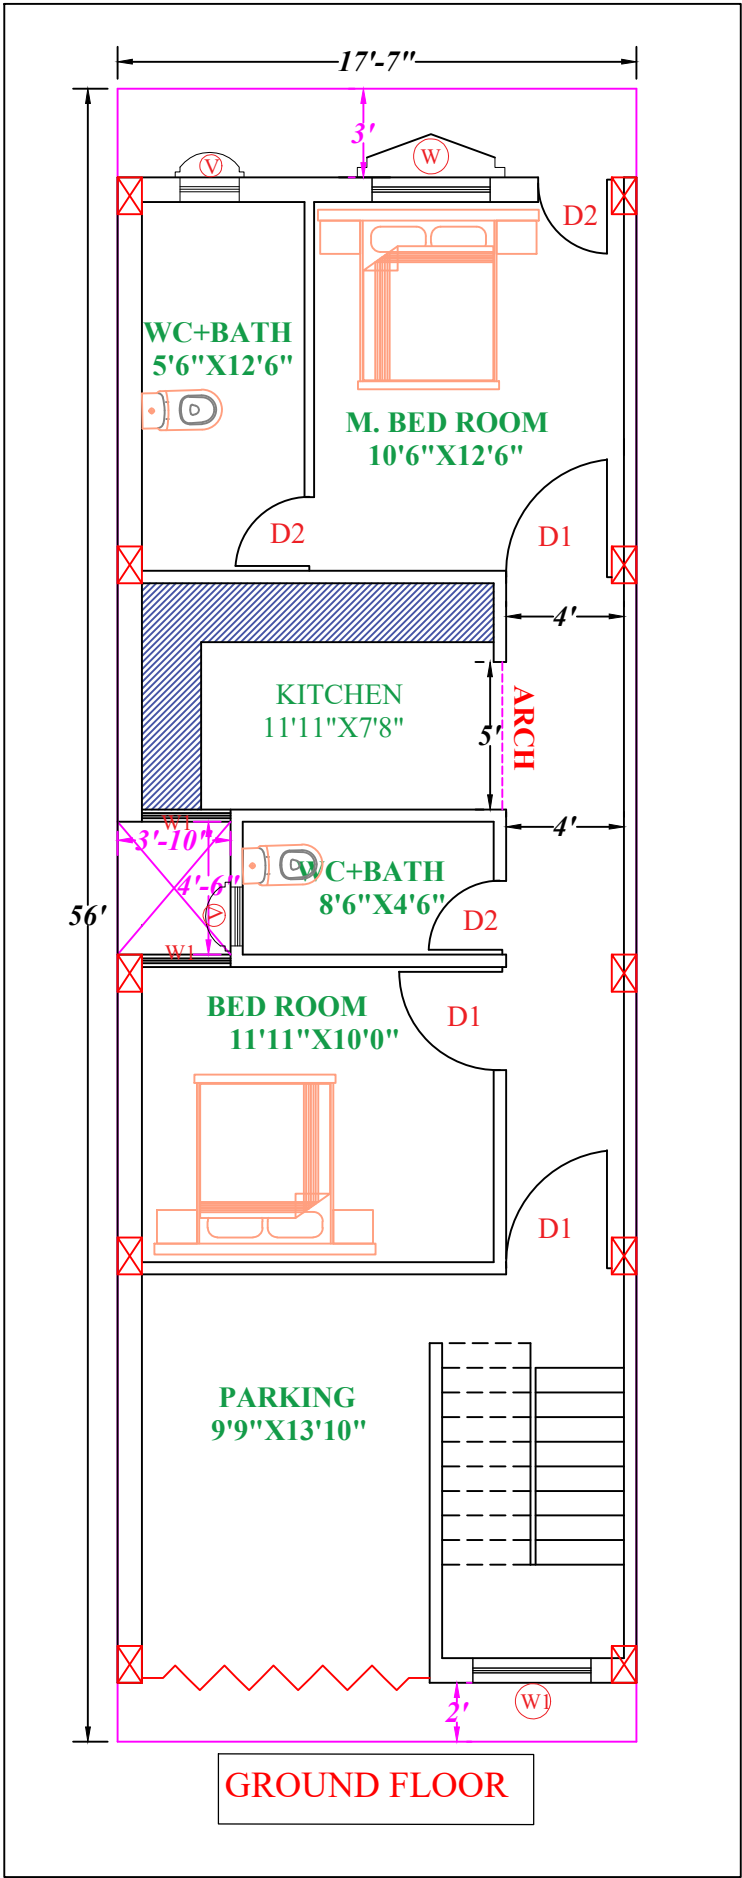 17'-7"
3'
V
W
D2
WC+BATH
5'6"X12'6"
M. BED ROOM
10'6"X12'6"
D2
D1
4'
KITCHEN
11'11"X7'8"
5'
ARCH
W1
3'-10"
4'
4'-6"
WC+BATH
8'6"X4'6"
V
D2
56'
W1
BED ROOM
11'11"X10'0"
D1
D1
PARKING
9'9"X13'10"
2'
W1
GROUND FLOOR